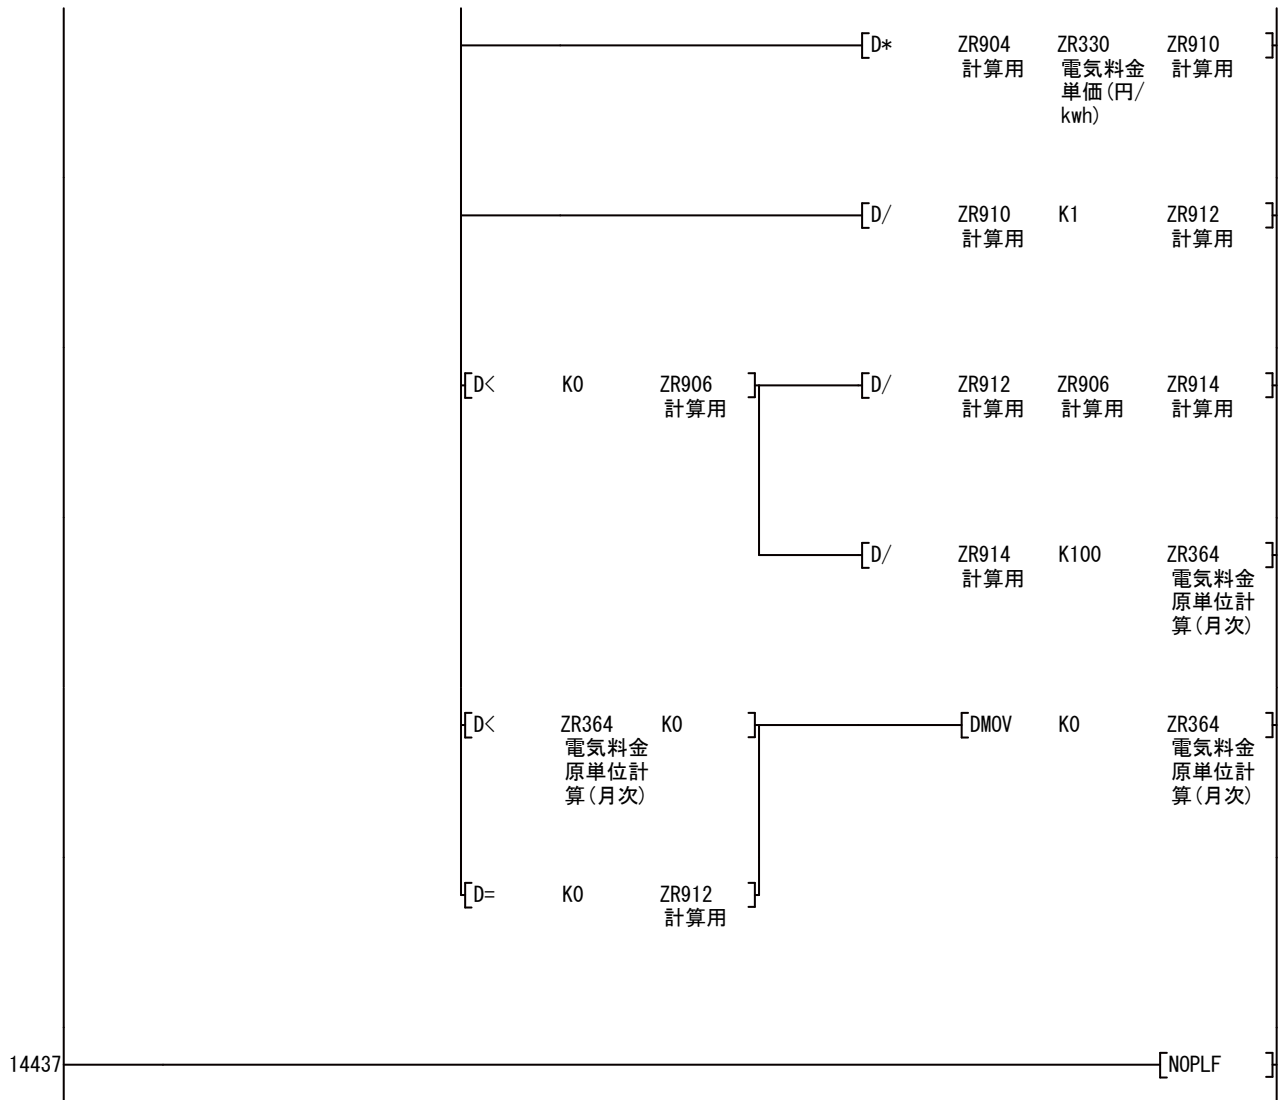 [D* ZR904 ZR330 ZR910 ]
計算用 電気料金 計算用
単価(円/
kwh)
[D/ ZR910 K1 ZR912 ]
計算用 計算用
[D< K0 ZR906 ] [D/ ZR912 ZR906 ZR914 ]
計算用 計算用 計算用 計算用
[D/ ZR914 K100 ZR364 ]
計算用 電気料金
原単位計
算(月次)
[D< ZR364 K0 ] [DMOV K0 ZR364 ]
電気料金 電気料金
原単位計 原単位計
算(月次) 算(月次)
[D= K0 ZR912 ]
計算用
14437 [NOPLF ]